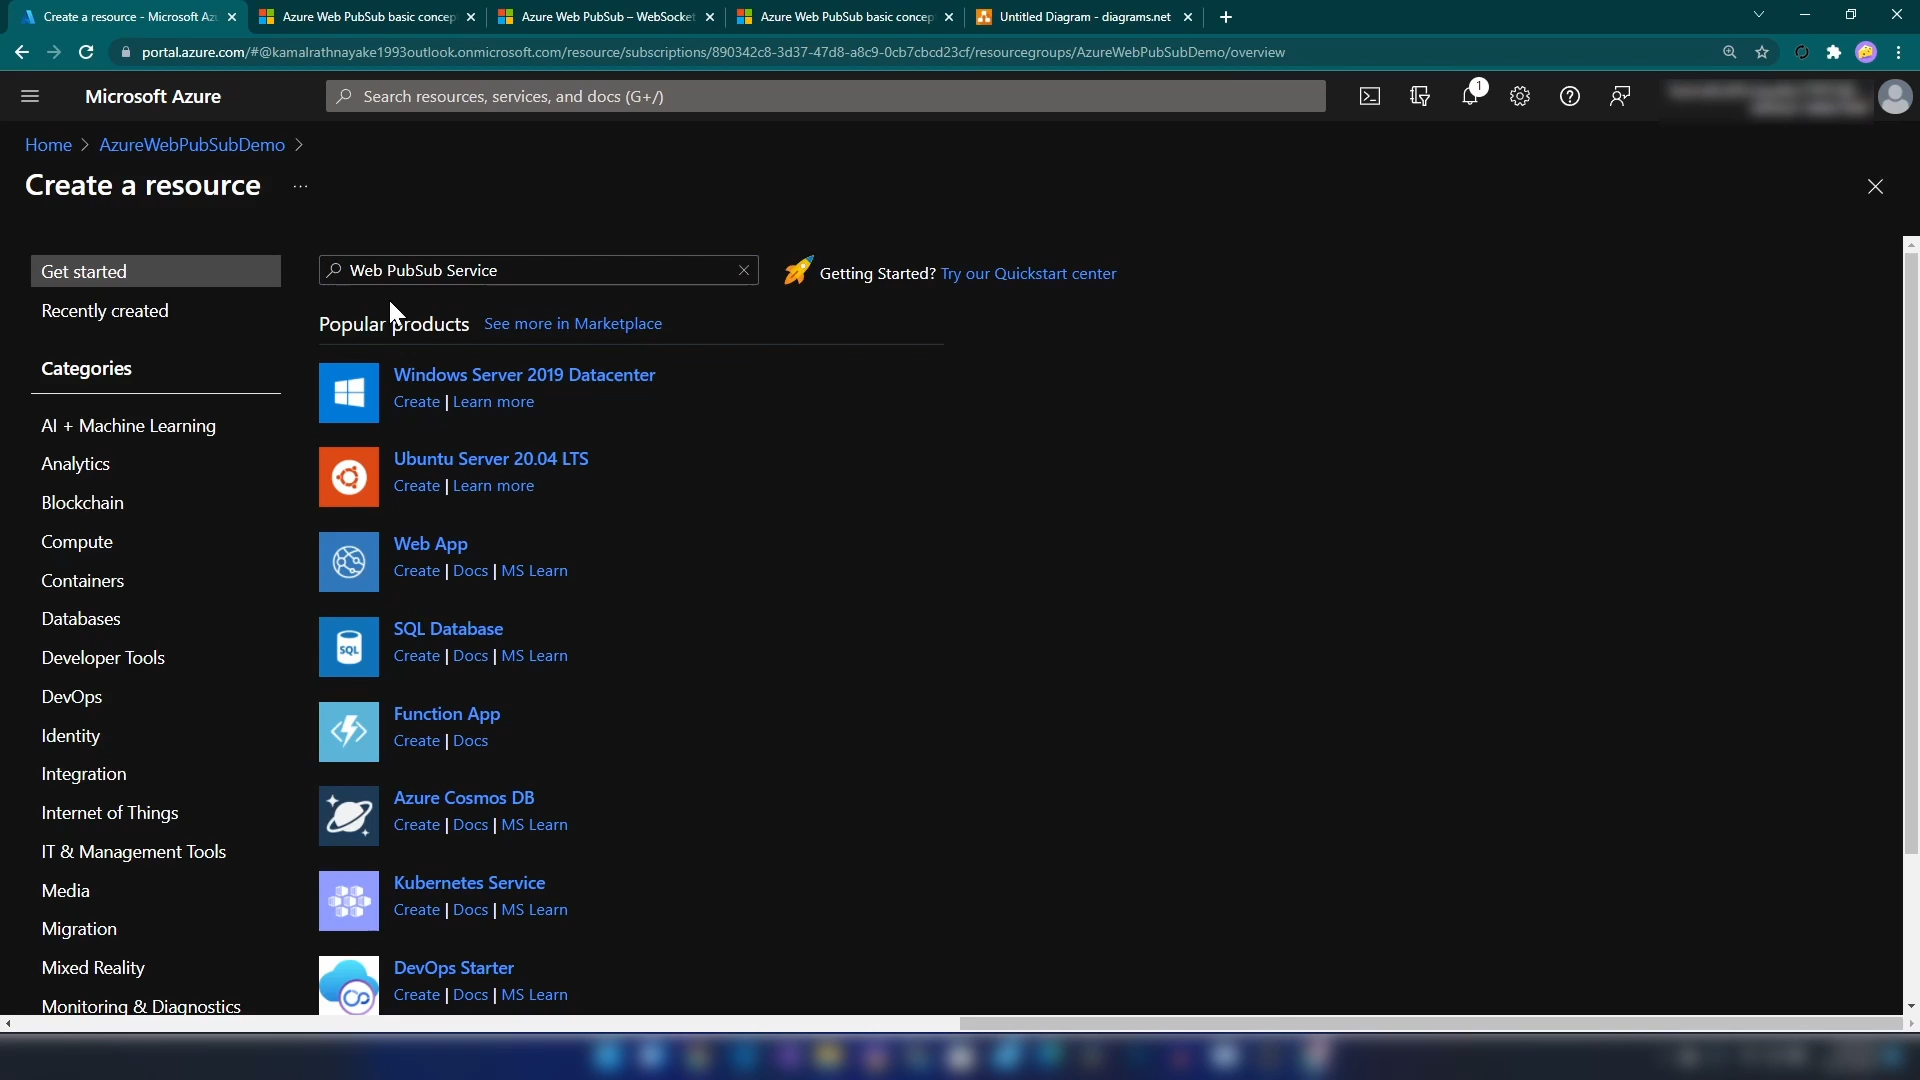 Create a resource - Microsoft Az
Azure Web PubSub basic concep
Azure Web PubSub – WebSocket
Azure Web PubSub basic concep
Untitled Diagram - diagrams.net
portal.azure.com/#@kamalrathnayake1993outlook.onmicrosoft.com/resource/subscriptions/890342c8-3d37-47d8-a8c9-0cb7cbcd23cf/resourcegroups/AzureWebPubSubDemo/overview
Microsoft Azure
Search resources, services, and docs (G+/)
1
Home > AzureWebPubSubDemo >
Create a resource ...
Get started
Recently created
Categories
AI + Machine Learning
Analytics
Blockchain
Compute
Containers
Databases
Developer Tools
DevOps
Identity
Integration
Internet of Things
IT & Management Tools
Media
Migration
Mixed Reality
Monitoring & Diagnostics
Web PubSub Service
Getting Started? Try our Quickstart center
Popular products See more in Marketplace
Windows Server 2019 Datacenter
Create | Learn more
Ubuntu Server 20.04 LTS
Create | Learn more
Web App
Create | Docs | MS Learn
SQL
SQL Database
Create | Docs | MS Learn
Function App
Create | Docs
Azure Cosmos DB
Create | Docs | MS Learn
Kubernetes Service
Create | Docs | MS Learn
DevOps Starter
Create | Docs | MS Learn